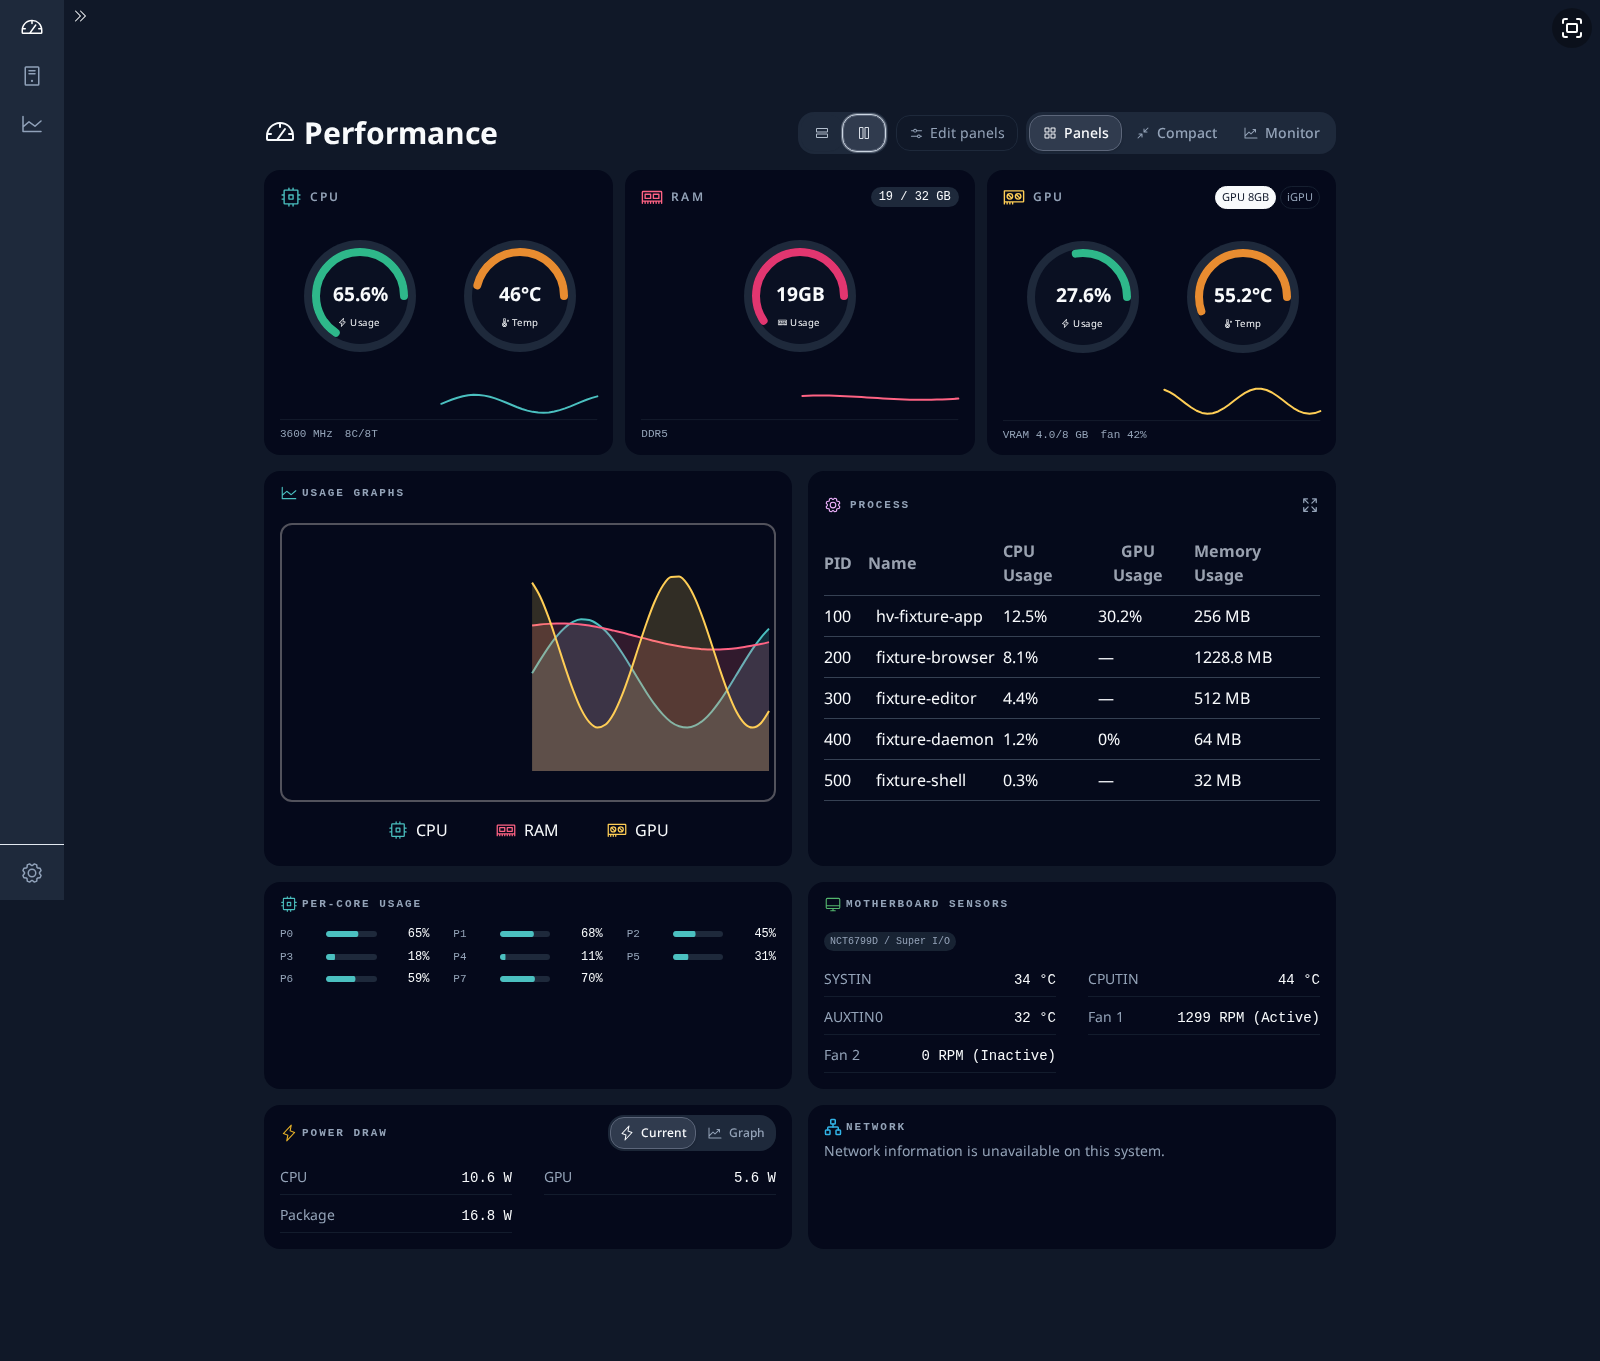 Performance
Edit panels
Panels
Compact
Monitor
CPU
65.6%
Usage
46°C
Temp
3600 MHz 8C/8T
RAM
19 / 32 GB
19GB
Usage
DDR5
GPU
GPU 8GB
iGPU
27.6%
Usage
55.2°C
Temp
VRAM 4.0/8 GB fan 42%
USAGE GRAPHS
CPU
RAM
GPU
PROCESS
PID Name CPU Usage GPU Usage Memory Usage
100 hv-fixture-app 12.5% 30.2% 256 MB
200 fixture-browser 8.1% — 1228.8 MB
300 fixture-editor 4.4% — 512 MB
400 fixture-daemon 1.2% 0% 64 MB
500 fixture-shell 0.3% — 32 MB
PER-CORE USAGE
P0 65% P1 68% P2 45%
P3 18% P4 11% P5 31%
P6 59% P7 70%
MOTHERBOARD SENSORS
NCT6799D / Super I/O
SYSTIN 34 °C CPUTIN 44 °C
AUXTIN0 32 °C Fan 1 1299 RPM (Active)
Fan 2 0 RPM (Inactive)
POWER DRAW
Current
Graph
CPU 10.6 W GPU 5.6 W
Package 16.8 W
NETWORK
Network information is unavailable on this system.